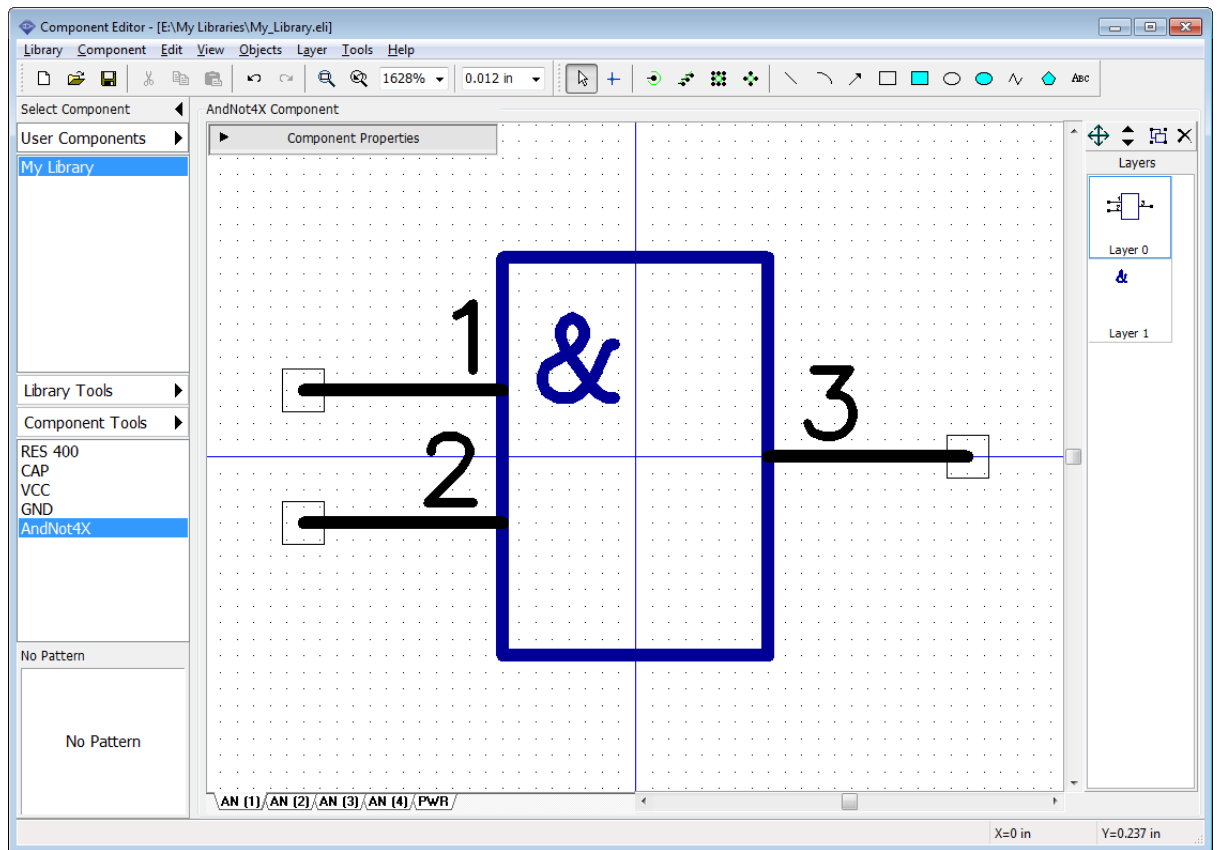 Component Editor - [E:\My Libraries\My_Library.eli]
Library Component Edit View Objects Layer Tools Help
1628% 0.012 in ABC
Select Component
AndNot4X Component
User Components
Component Properties
My Library
Layers
Layer 0
&
Layer 1
1
&
3
2
Library Tools
Component Tools
RES 400
CAP
VCC
GND
AndNot4X
No Pattern
No Pattern
AN (1) AN (2) AN (3) AN (4) PWR
X=0 in Y=0.237 in